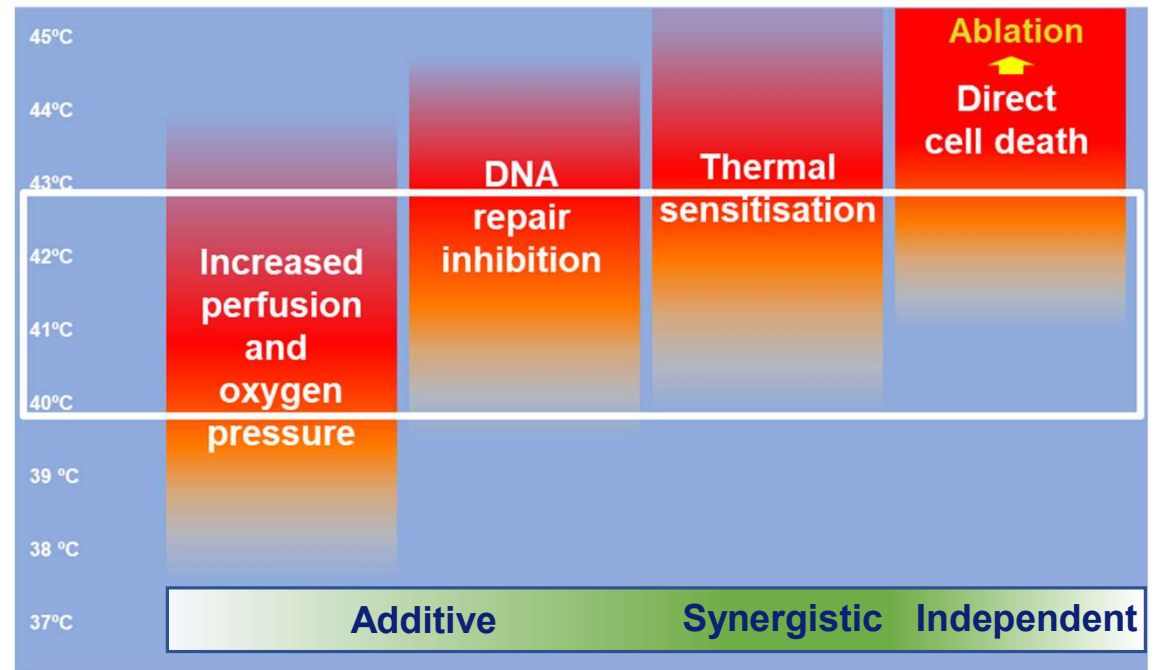 45ºC
44ºC
43ºC
42ºC
41ºC
40ºC
39 ºC
38 ºC
37ºC
Increased
perfusion
and
oxygen
pressure
DNA
repair
inhibition
Thermal
sensitisation
Ablation
Direct
cell death
Additive
Synergistic
Independent